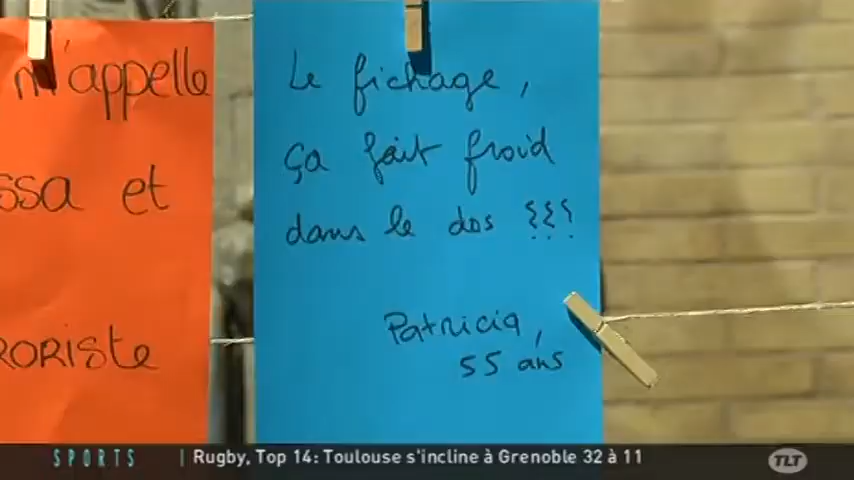 m'appelle
ssa et
roriste
Le fichage,
ça fait froid
dans le dos !!!
Patricia,
55 ans
SPORTS | Rugby, Top 14: Toulouse s'incline à Grenoble 32 à 11
TLT